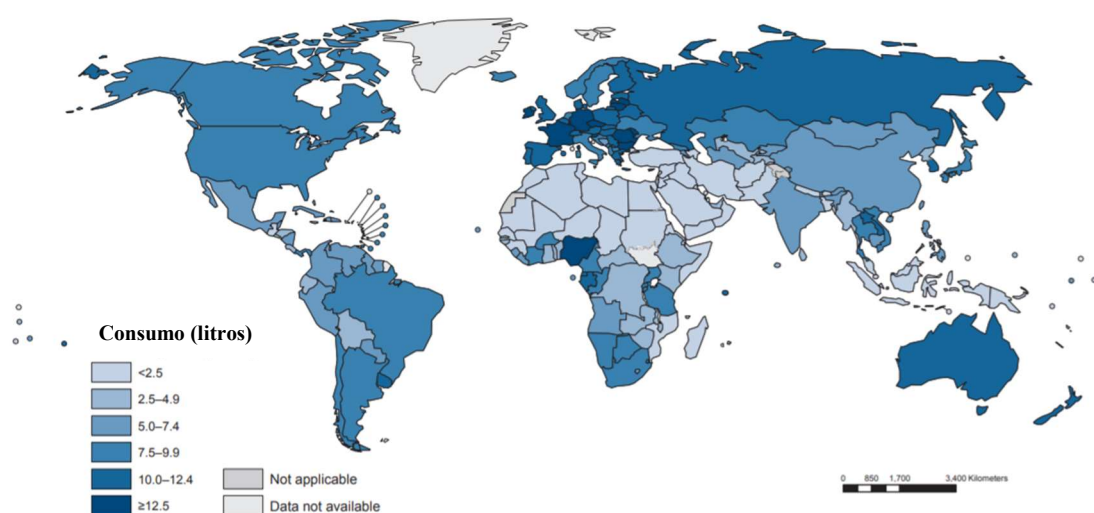 Consumo (litros)
<2.5
2.5–4.9
5.0–7.4
7.5–9.9
10.0–12.4
≥12.5
Not applicable
Data not available
0 850 1,700 3,400 Kilometers